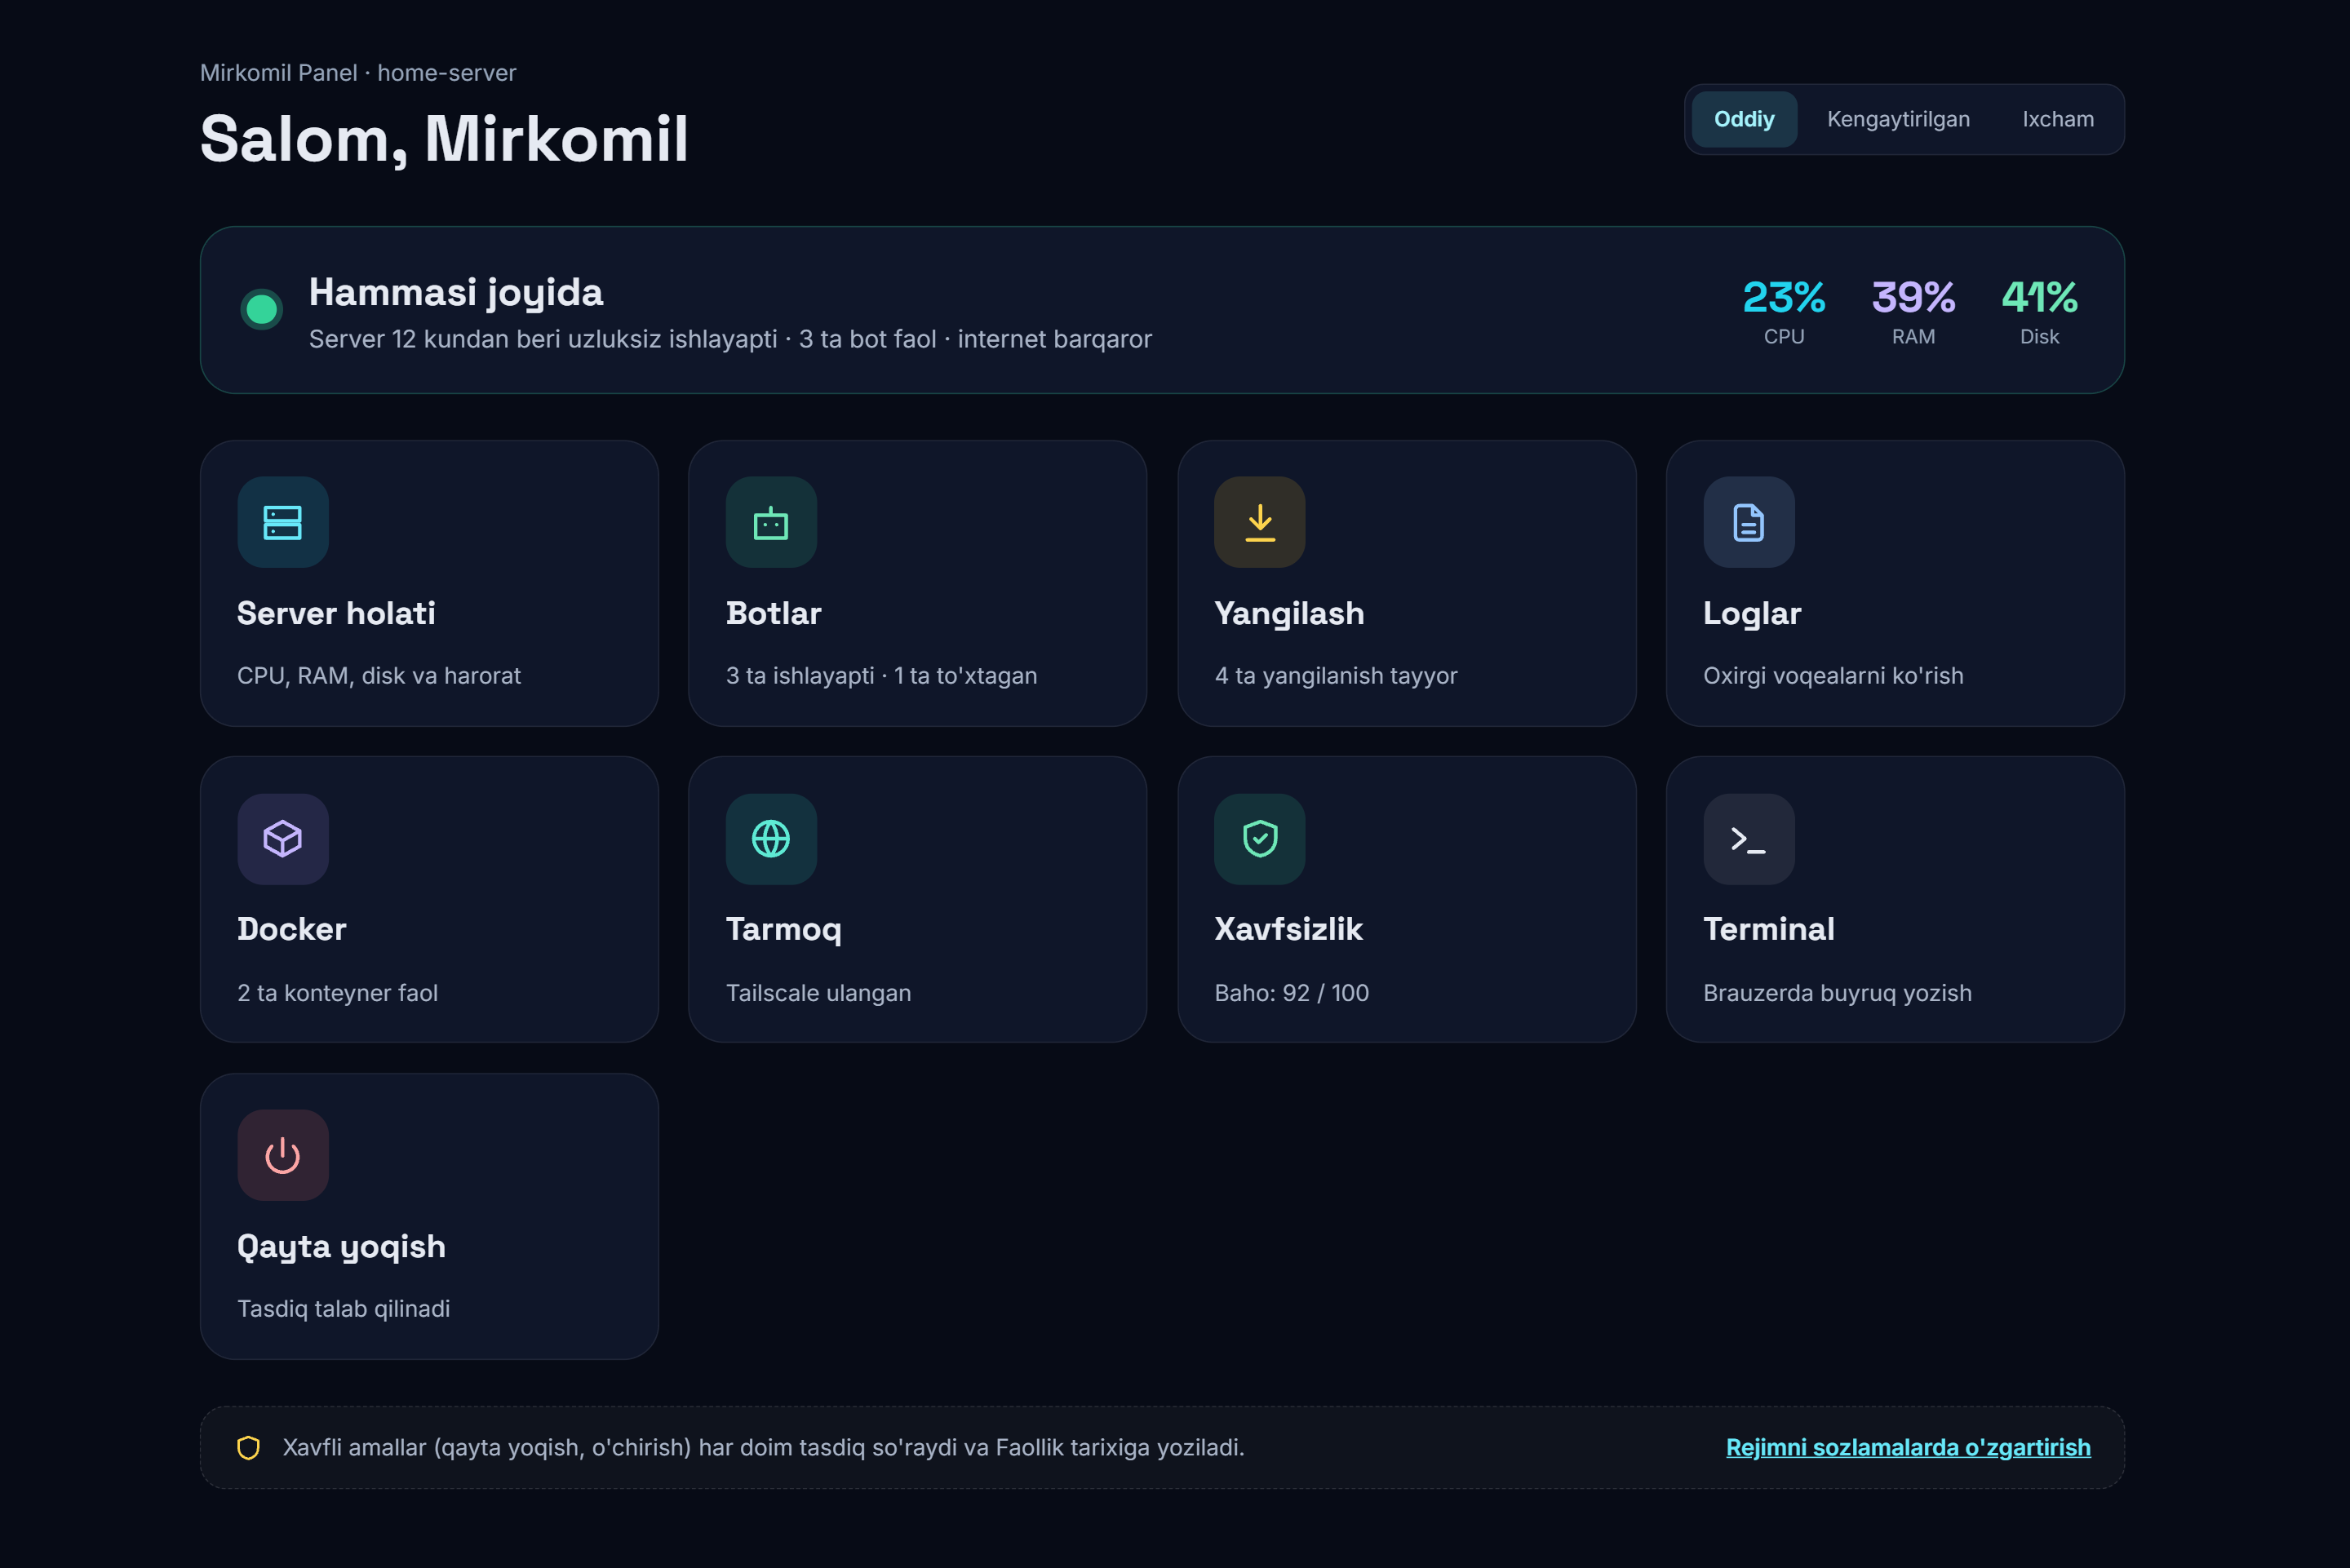 Mirkomil Panel · home-server
Salom, Mirkomil
Oddiy
Kengaytirilgan
Ixcham
Hammasi joyida
Server 12 kundan beri uzluksiz ishlayapti · 3 ta bot faol · internet barqaror
23%
CPU
39%
RAM
41%
Disk
Server holati
CPU, RAM, disk va harorat
Botlar
3 ta ishlayapti · 1 ta to'xtagan
Yangilash
4 ta yangilanish tayyor
Loglar
Oxirgi voqealarni ko'rish
Docker
2 ta konteyner faol
Tarmoq
Tailscale ulangan
Xavfsizlik
Baho: 92 / 100
Terminal
Brauzerda buyruq yozish
Qayta yoqish
Tasdiq talab qilinadi
Xavfli amallar (qayta yoqish, o'chirish) har doim tasdiq so'raydi va Faollik tarixiga yoziladi.
Rejimni sozlamalarda o'zgartirish